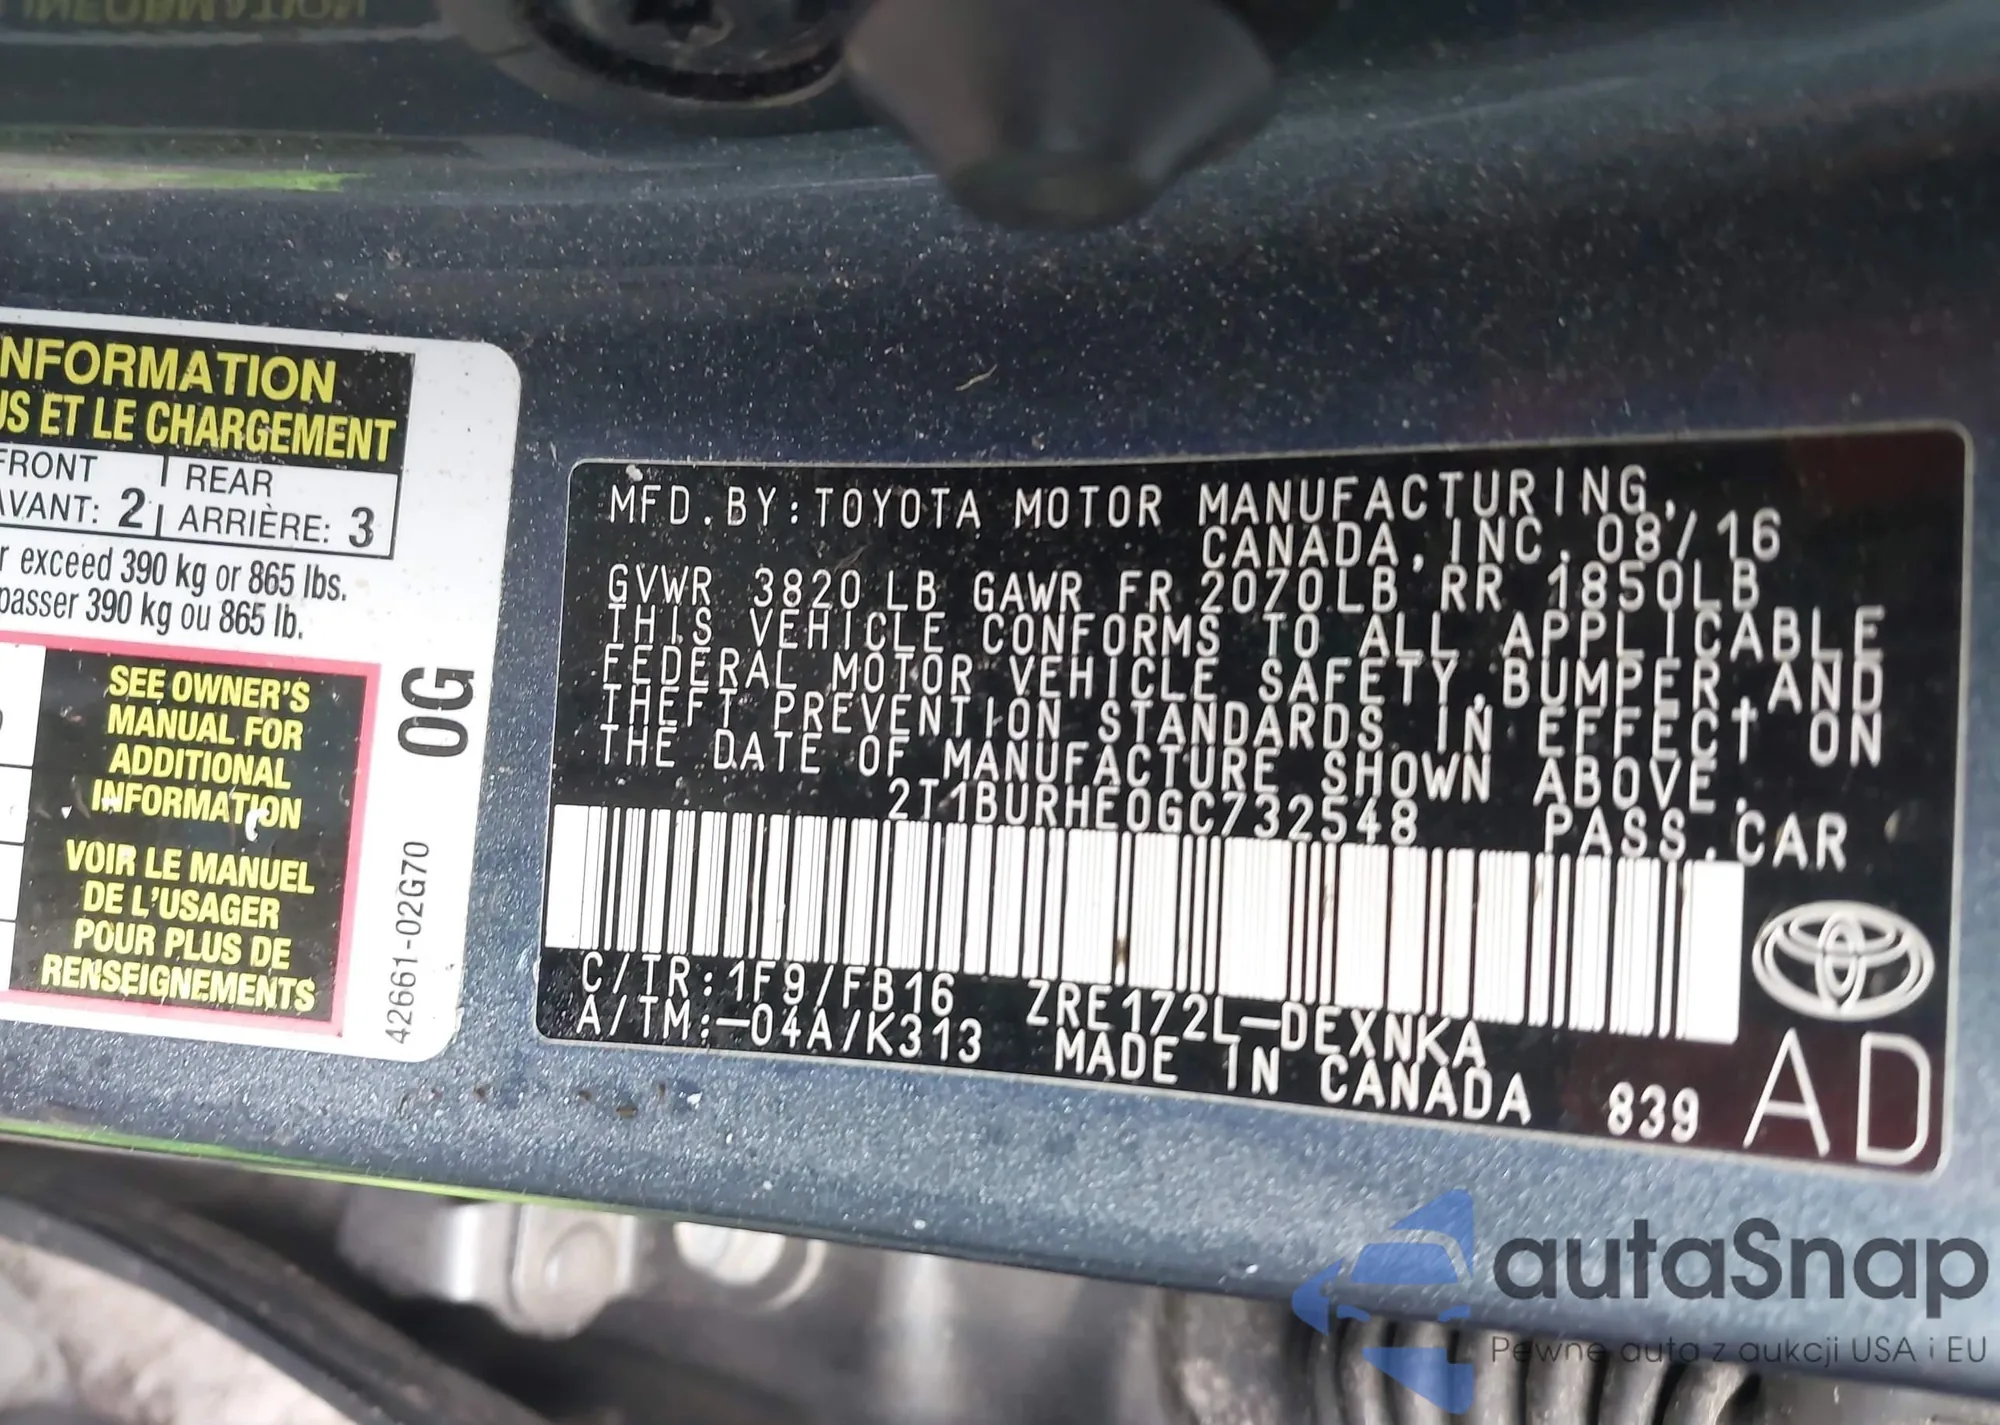 INFORMATION
NFORMATION
US ET LE CHARGEMENT
FRONT | REAR
AVANT: 2 | ARRIÈRE: 3
r exceed 390 kg or 865 lbs.
passer 390 kg ou 865 lb.
SEE OWNER'S
MANUAL FOR
ADDITIONAL
INFORMATION
VOIR LE MANUEL
DE L'USAGER
POUR PLUS DE
RENSEIGNEMENTS
0G
42661-02G70
MFD.BY:TOYOTA MOTOR MANUFACTURING,
CANADA,INC. 08/16
GVWR 3820 LB GAWR FR 2070LB RR 1850LB
THIS VEHICLE CONFORMS TO ALL APPLICABLE
FEDERAL MOTOR VEHICLE SAFETY,BUMPER,AND
THEFT PREVENTION STANDARDS IN EFFECT ON
THE DATE OF MANUFACTURE SHOWN ABOVE.
2T1BURHE0GC732548 PASS.CAR
C/TR:1F9/FB16 ZRE172L-DEXNKA
A/TM:-04A/K313 MADE IN CANADA 839
AD
autaSnap
Pewne auta z aukcji USA i EU